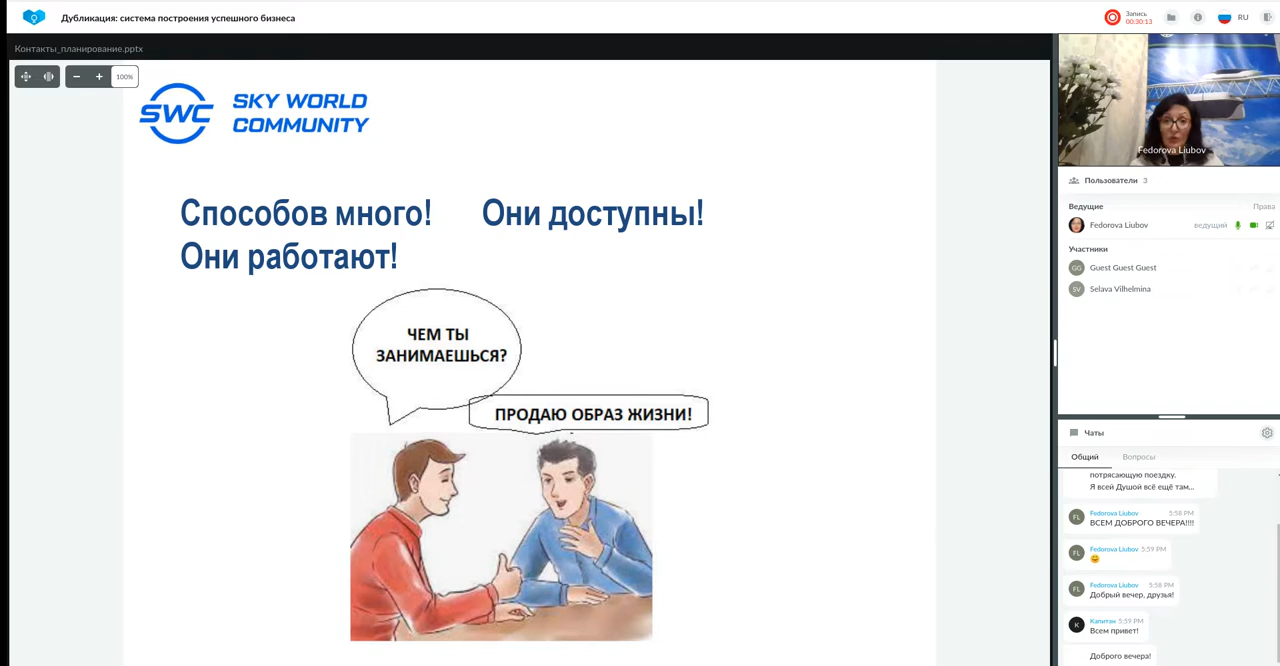 Дубликация: система построения успешного бизнеса
Запись
00:30:13
RU
Контакты_планирование.pptx
100%
SWC
SKY WORLD
COMMUNITY
Способов много! Они доступны!
Они работают!
ЧЕМ ТЫ
ЗАНИМАЕШЬСЯ?
ПРОДАЮ ОБРАЗ ЖИЗНИ!
Fedorova Liubov
Пользователи 3
Ведущие Права
Fedorova Liubov ведущий
Участники
GG Guest Guest Guest
SV Selava Vilhelmina
Чаты
Общий Вопросы
потрясающую поездку.
Я всей Душой всё ещё там...
FL Fedorova Liubov 5:58 PM
ВСЕМ ДОБРОГО ВЕЧЕРА!!!!
FL Fedorova Liubov 5:59 PM
😊
FL Fedorova Liubov 5:58 PM
Добрый вечер, друзья!
К Капитан 5:59 PM
Всем привет!
Доброго вечера!